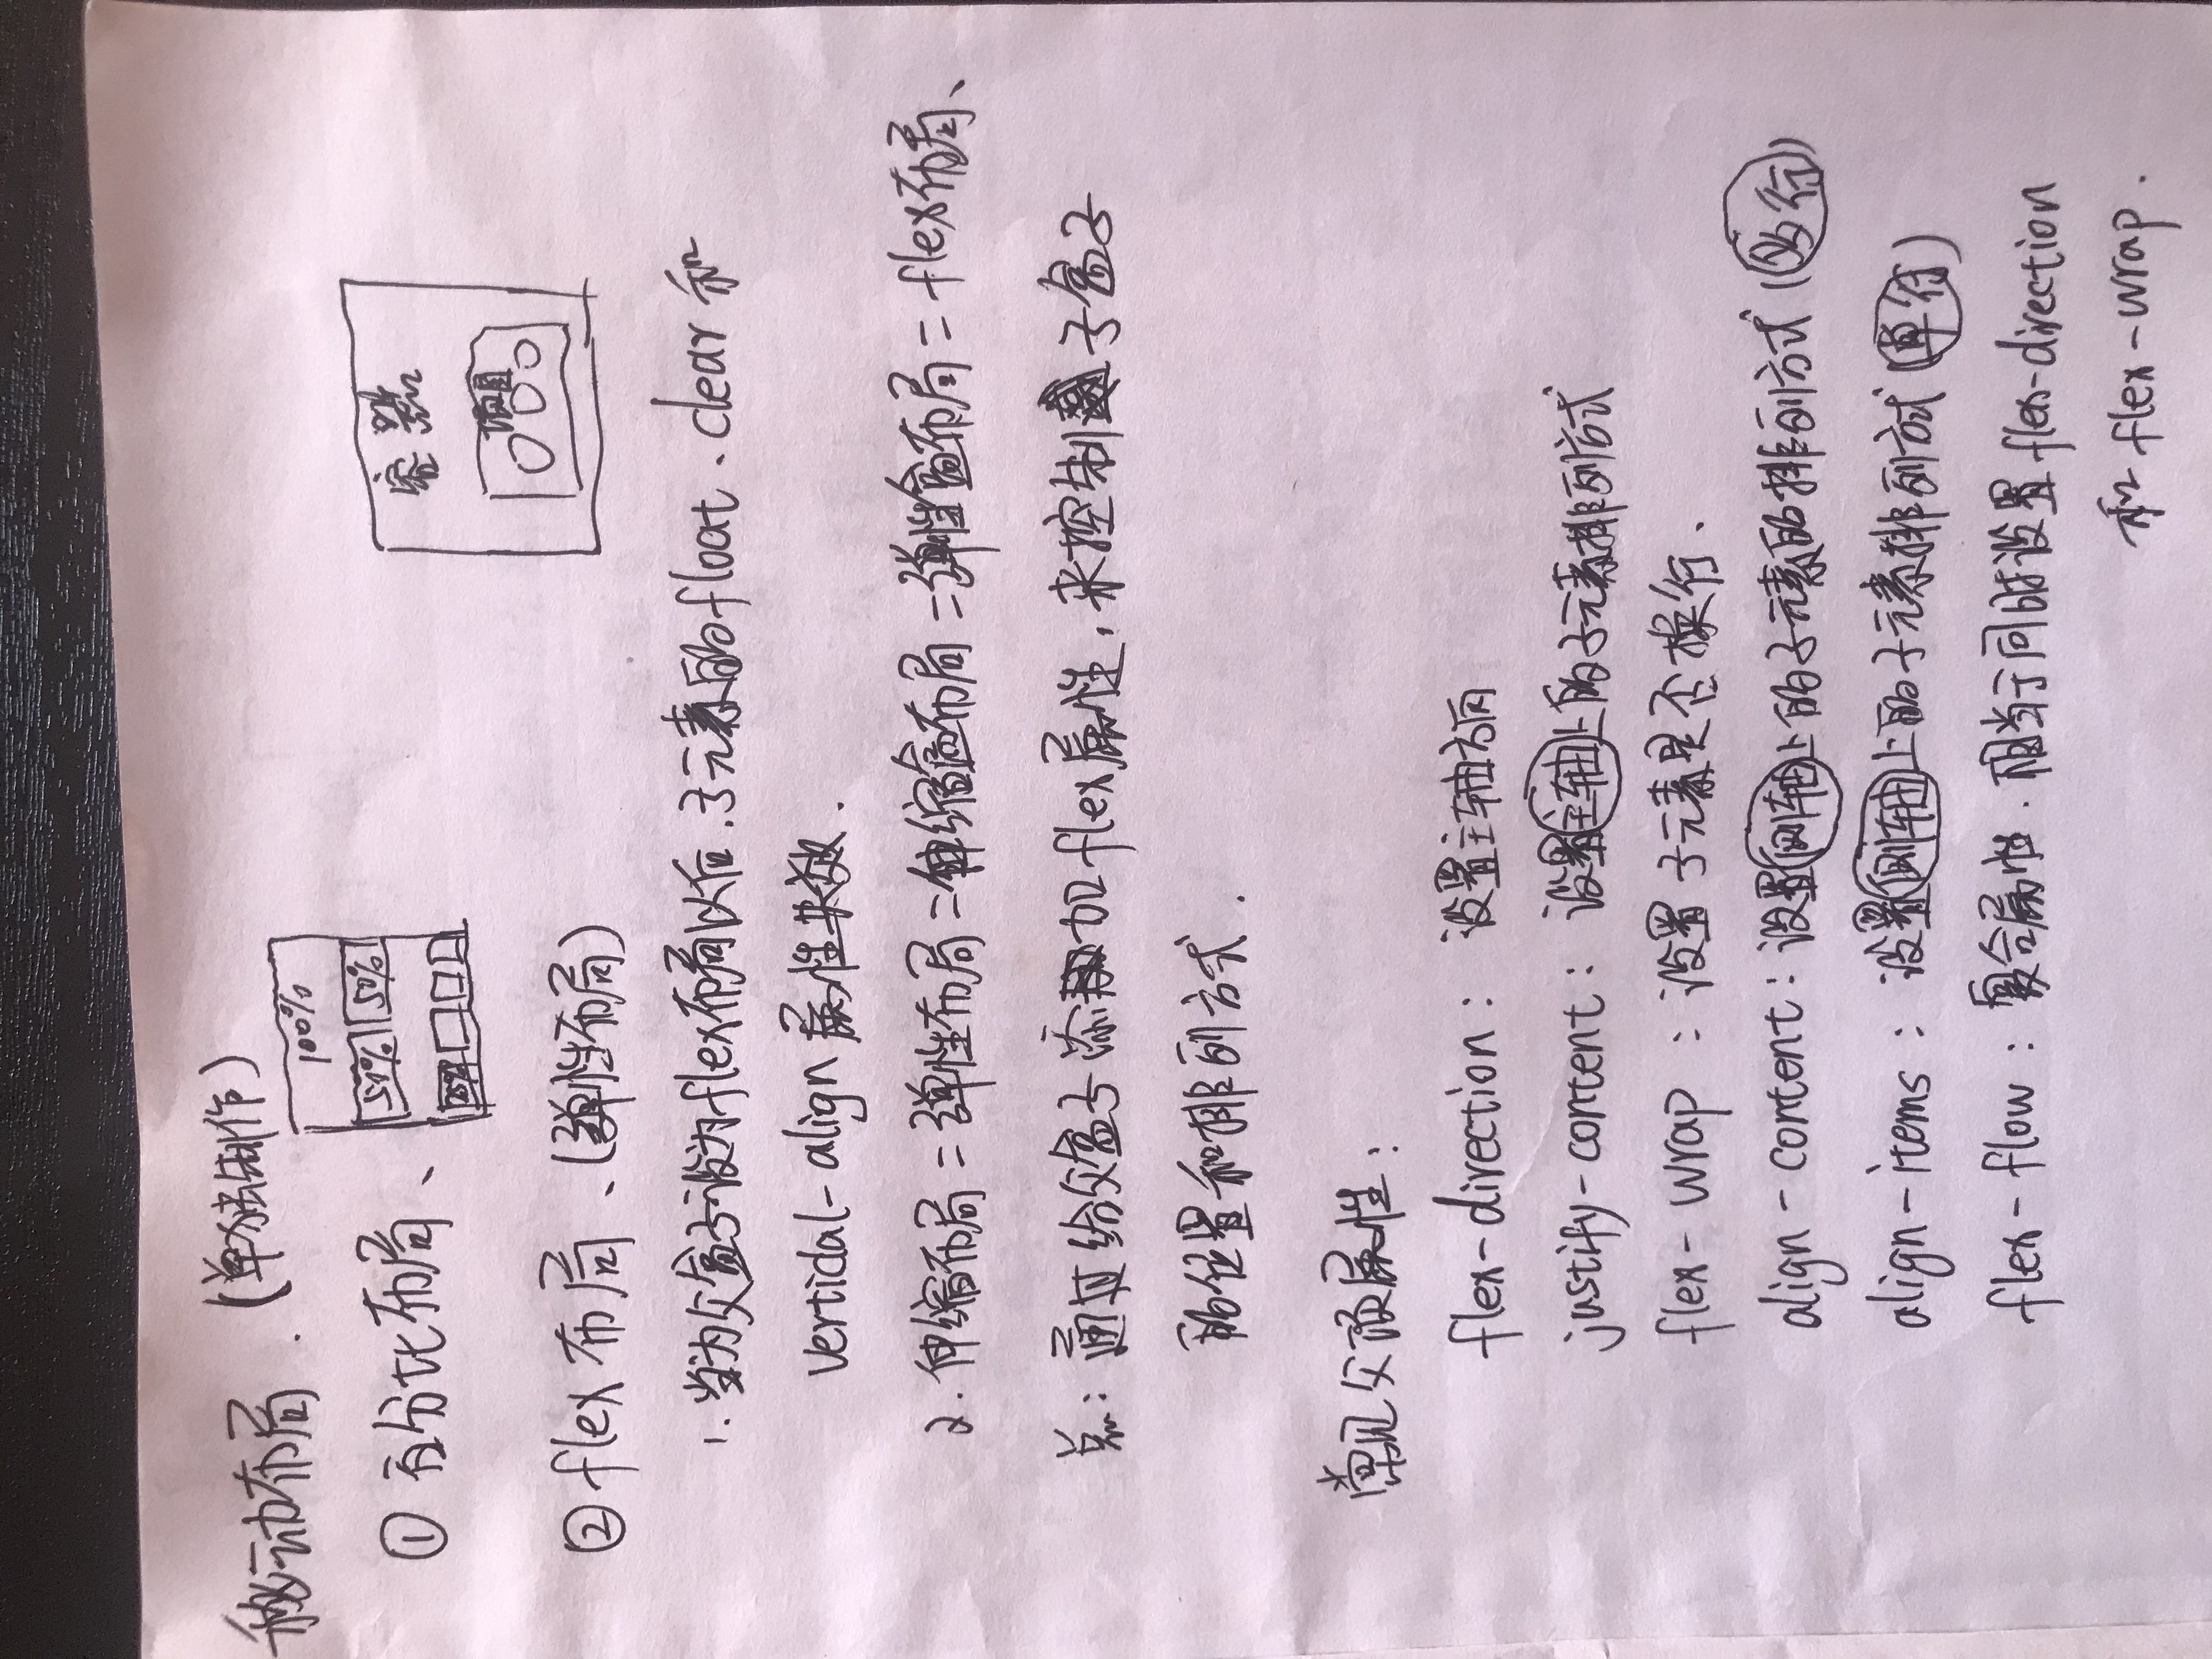 移动布局.(单独制作)
100%
50% 50%
25%
① 百分比布局、
容器
项目
② flex 布局、(弹性布局)
1. 当为父盒子设为flex布局以后.子元素的float、clear 和
vertidal-align 属性失效.
2. 伸缩布局=弹性布局=伸缩盒布局=弹性盒布局=flex布局、
总: 通过给父盒子添加flex属性,来控制子盒子
的位置和排列方式.
常见父项属性:
flex-direction: 设置主轴方向
justify-content: 设置主轴上的子元素排列方式
flex-wrap : 设置子元素是否换行.
align-content: 设置侧轴上的子元素的排列方式(多行)
align-items : 设置侧轴上的子元素排列方式(单行)
flex-flow : 复合属性.相当于同时设置flex-direction
和 flex-wrap.